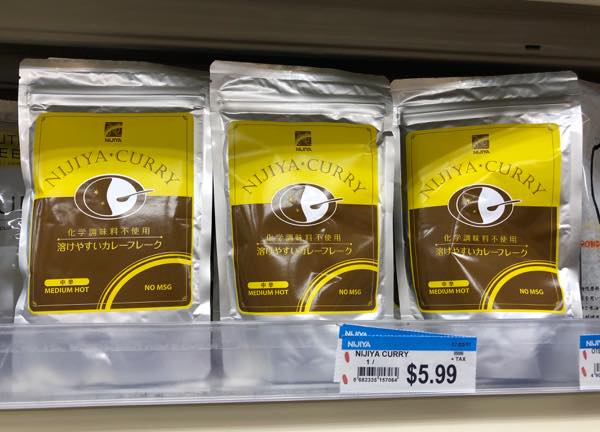 NIJIYA
NIJIYA・CURRY
化学調味料不使用
溶けやすいカレーフレーク
中辛
MEDIUM HOT
NO MSG
NIJIYA
NIJIYA・CURRY
化学調味料不使用
溶けやすいカレーフレーク
中辛
MEDIUM HOT
NO MSG
NIJIYA
NIJIYA・CURRY
化学調味料不使用
溶けやすいカレーフレーク
中辛
MEDIUM HOT
NO MSG
NIJIYA
NIJIYA CURRY
1 /
+ TAX
$5.99